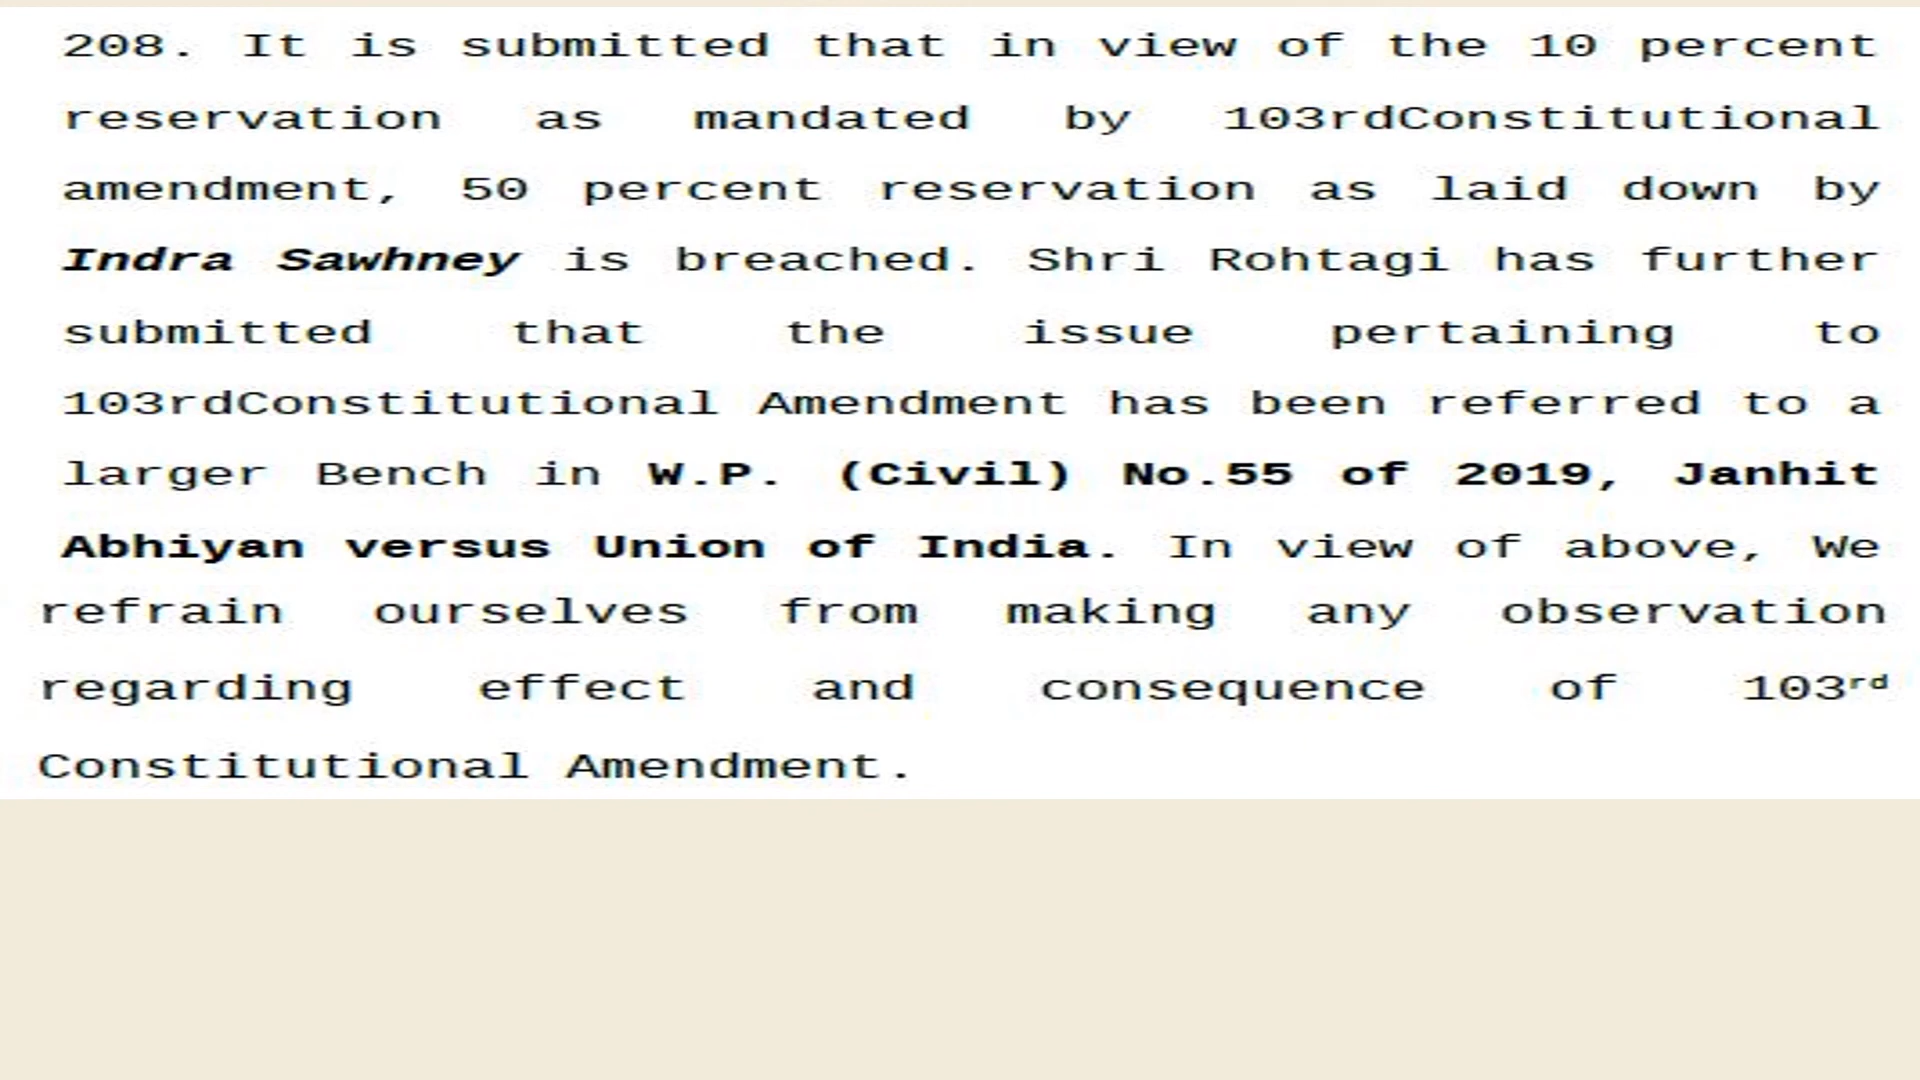 208. It is submitted that in view of the 10 percent
reservation as mandated by 103rdConstitutional
amendment, 50 percent reservation as laid down by
Indra Sawhney is breached. Shri Rohtagi has further
submitted that the issue pertaining to
103rdConstitutional Amendment has been referred to a
larger Bench in W.P. (Civil) No.55 of 2019, Janhit
Abhiyan versus Union of India. In view of above, We
refrain ourselves from making any observation
regarding effect and consequence of 103rd
Constitutional Amendment.